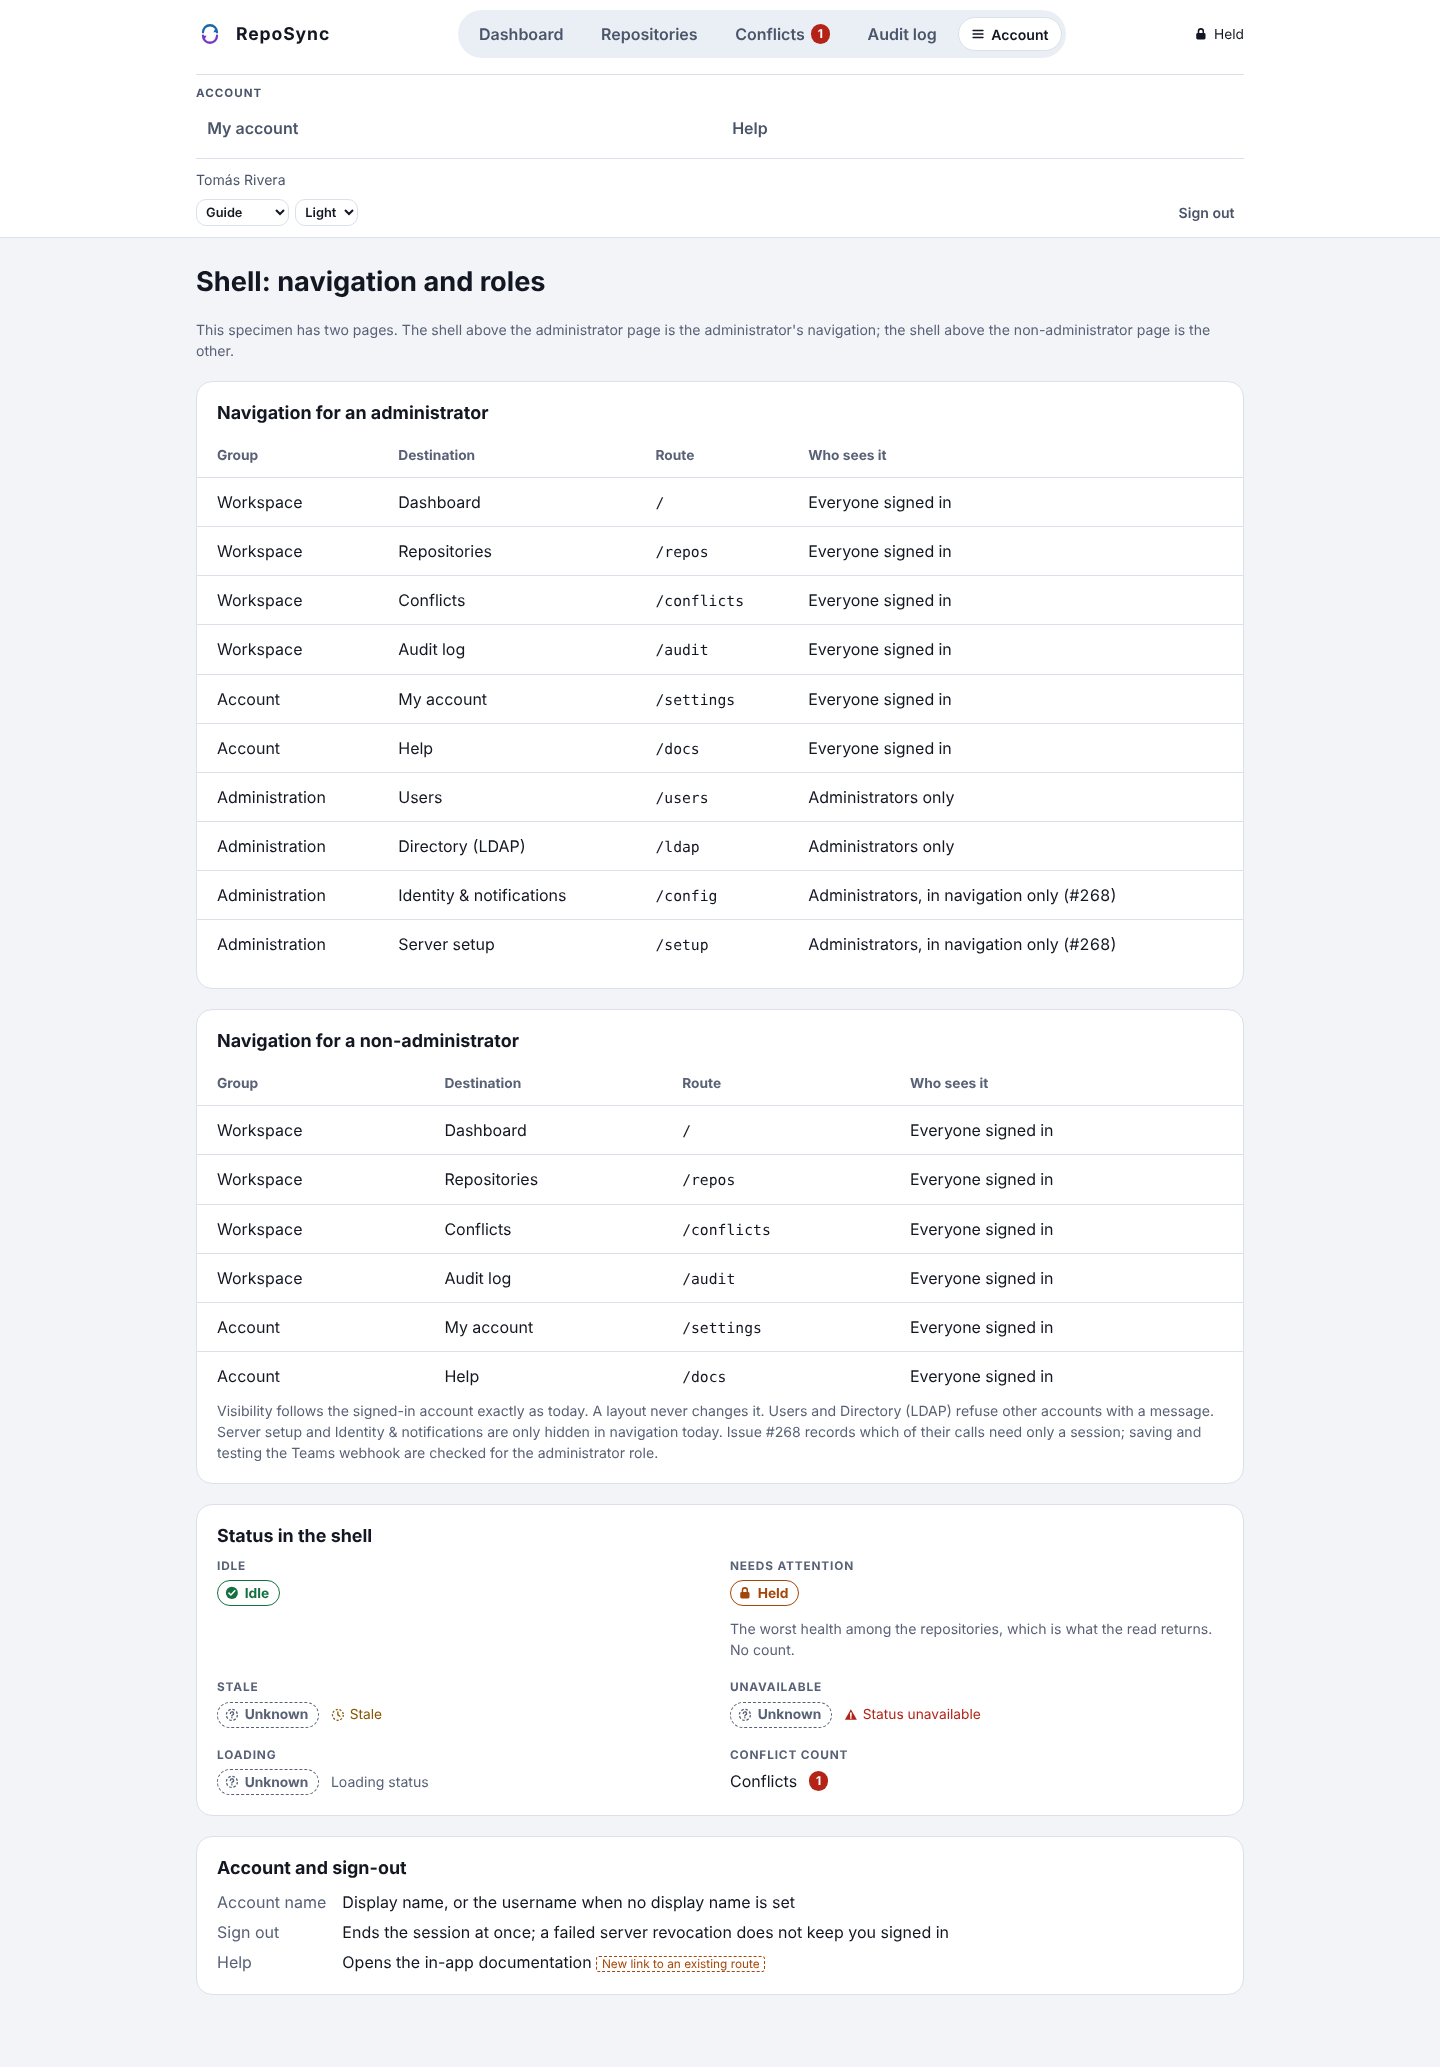 RepoSync
Dashboard
Repositories
Conflicts 1
Audit log
Account
Held
ACCOUNT
My account
Help
Tomás Rivera
Guide
Light
Sign out
Shell: navigation and roles
This specimen has two pages. The shell above the administrator page is the administrator's navigation; the shell above the non-administrator page is the
other.
Navigation for an administrator
Group Destination Route Who sees it
Workspace Dashboard / Everyone signed in
Workspace Repositories /repos Everyone signed in
Workspace Conflicts /conflicts Everyone signed in
Workspace Audit log /audit Everyone signed in
Account My account /settings Everyone signed in
Account Help /docs Everyone signed in
Administration Users /users Administrators only
Administration Directory (LDAP) /ldap Administrators only
Administration Identity & notifications /config Administrators, in navigation only (#268)
Administration Server setup /setup Administrators, in navigation only (#268)
Navigation for a non-administrator
Group Destination Route Who sees it
Workspace Dashboard / Everyone signed in
Workspace Repositories /repos Everyone signed in
Workspace Conflicts /conflicts Everyone signed in
Workspace Audit log /audit Everyone signed in
Account My account /settings Everyone signed in
Account Help /docs Everyone signed in
Visibility follows the signed-in account exactly as today. A layout never changes it. Users and Directory (LDAP) refuse other accounts with a message.
Server setup and Identity & notifications are only hidden in navigation today. Issue #268 records which of their calls need only a session; saving and
testing the Teams webhook are checked for the administrator role.
Status in the shell
IDLE
Idle
NEEDS ATTENTION
Held
The worst health among the repositories, which is what the read returns.
No count.
STALE
Unknown Stale
UNAVAILABLE
Unknown Status unavailable
LOADING
Unknown Loading status
CONFLICT COUNT
Conflicts 1
Account and sign-out
Account name Display name, or the username when no display name is set
Sign out Ends the session at once; a failed server revocation does not keep you signed in
Help Opens the in-app documentation New link to an existing route